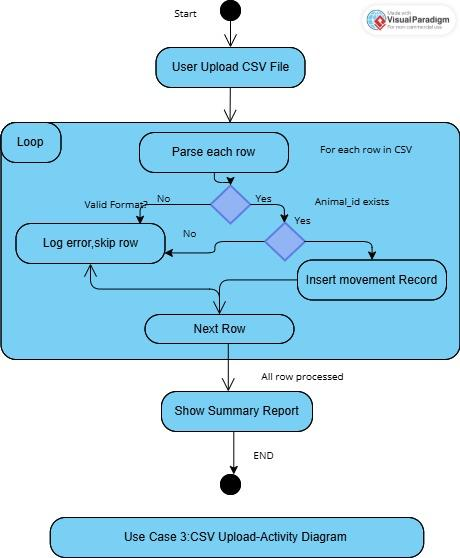 Start
Made with
VisualParadigm
For non-commercial use
User Upload CSV File
Loop
Parse each row
For each row in CSV
Valid Format?
No
Yes
Animal_id exists
Yes
No
Log error,skip row
Insert movement Record
Next Row
All row processed
Show Summary Report
END
Use Case 3:CSV Upload-Activity Diagram